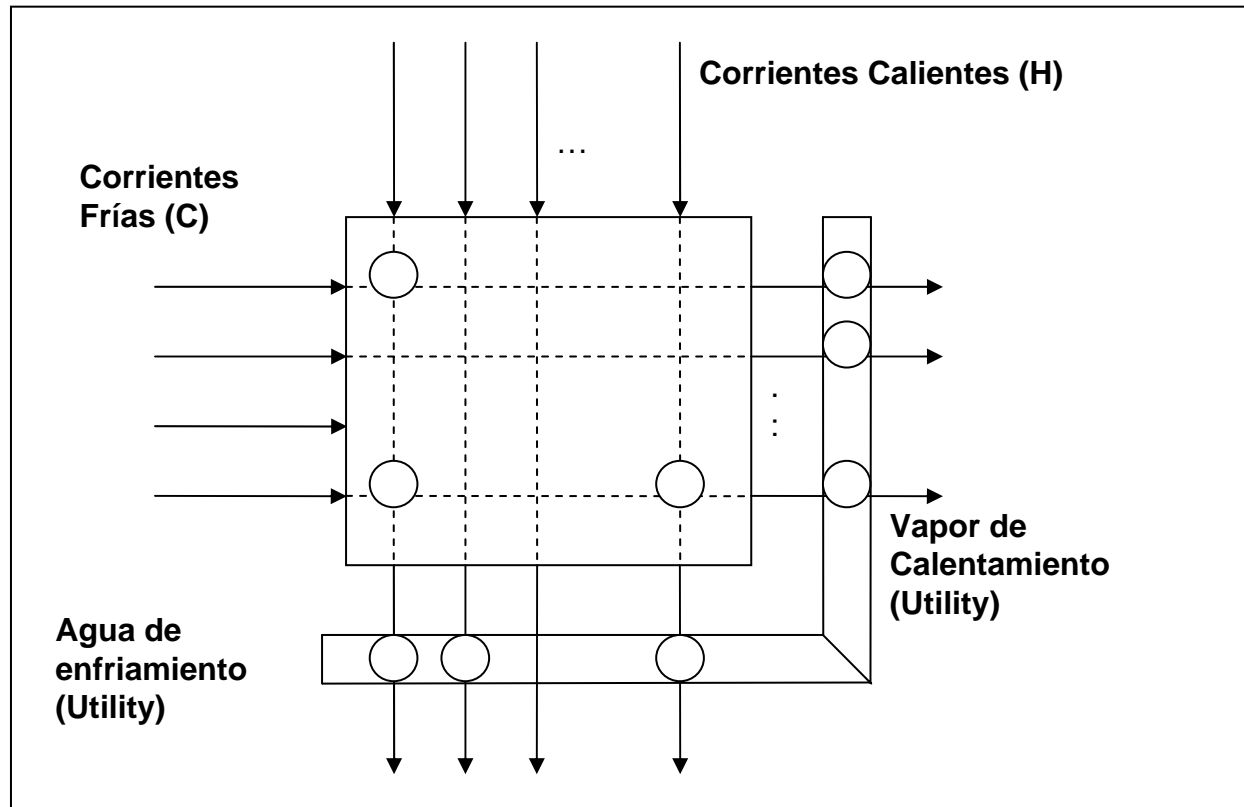 Corrientes Calientes (H)
...
Corrientes
Frías (C)
.
.
Vapor de
Calentamiento
(Utility)
Agua de
enfriamiento
(Utility)